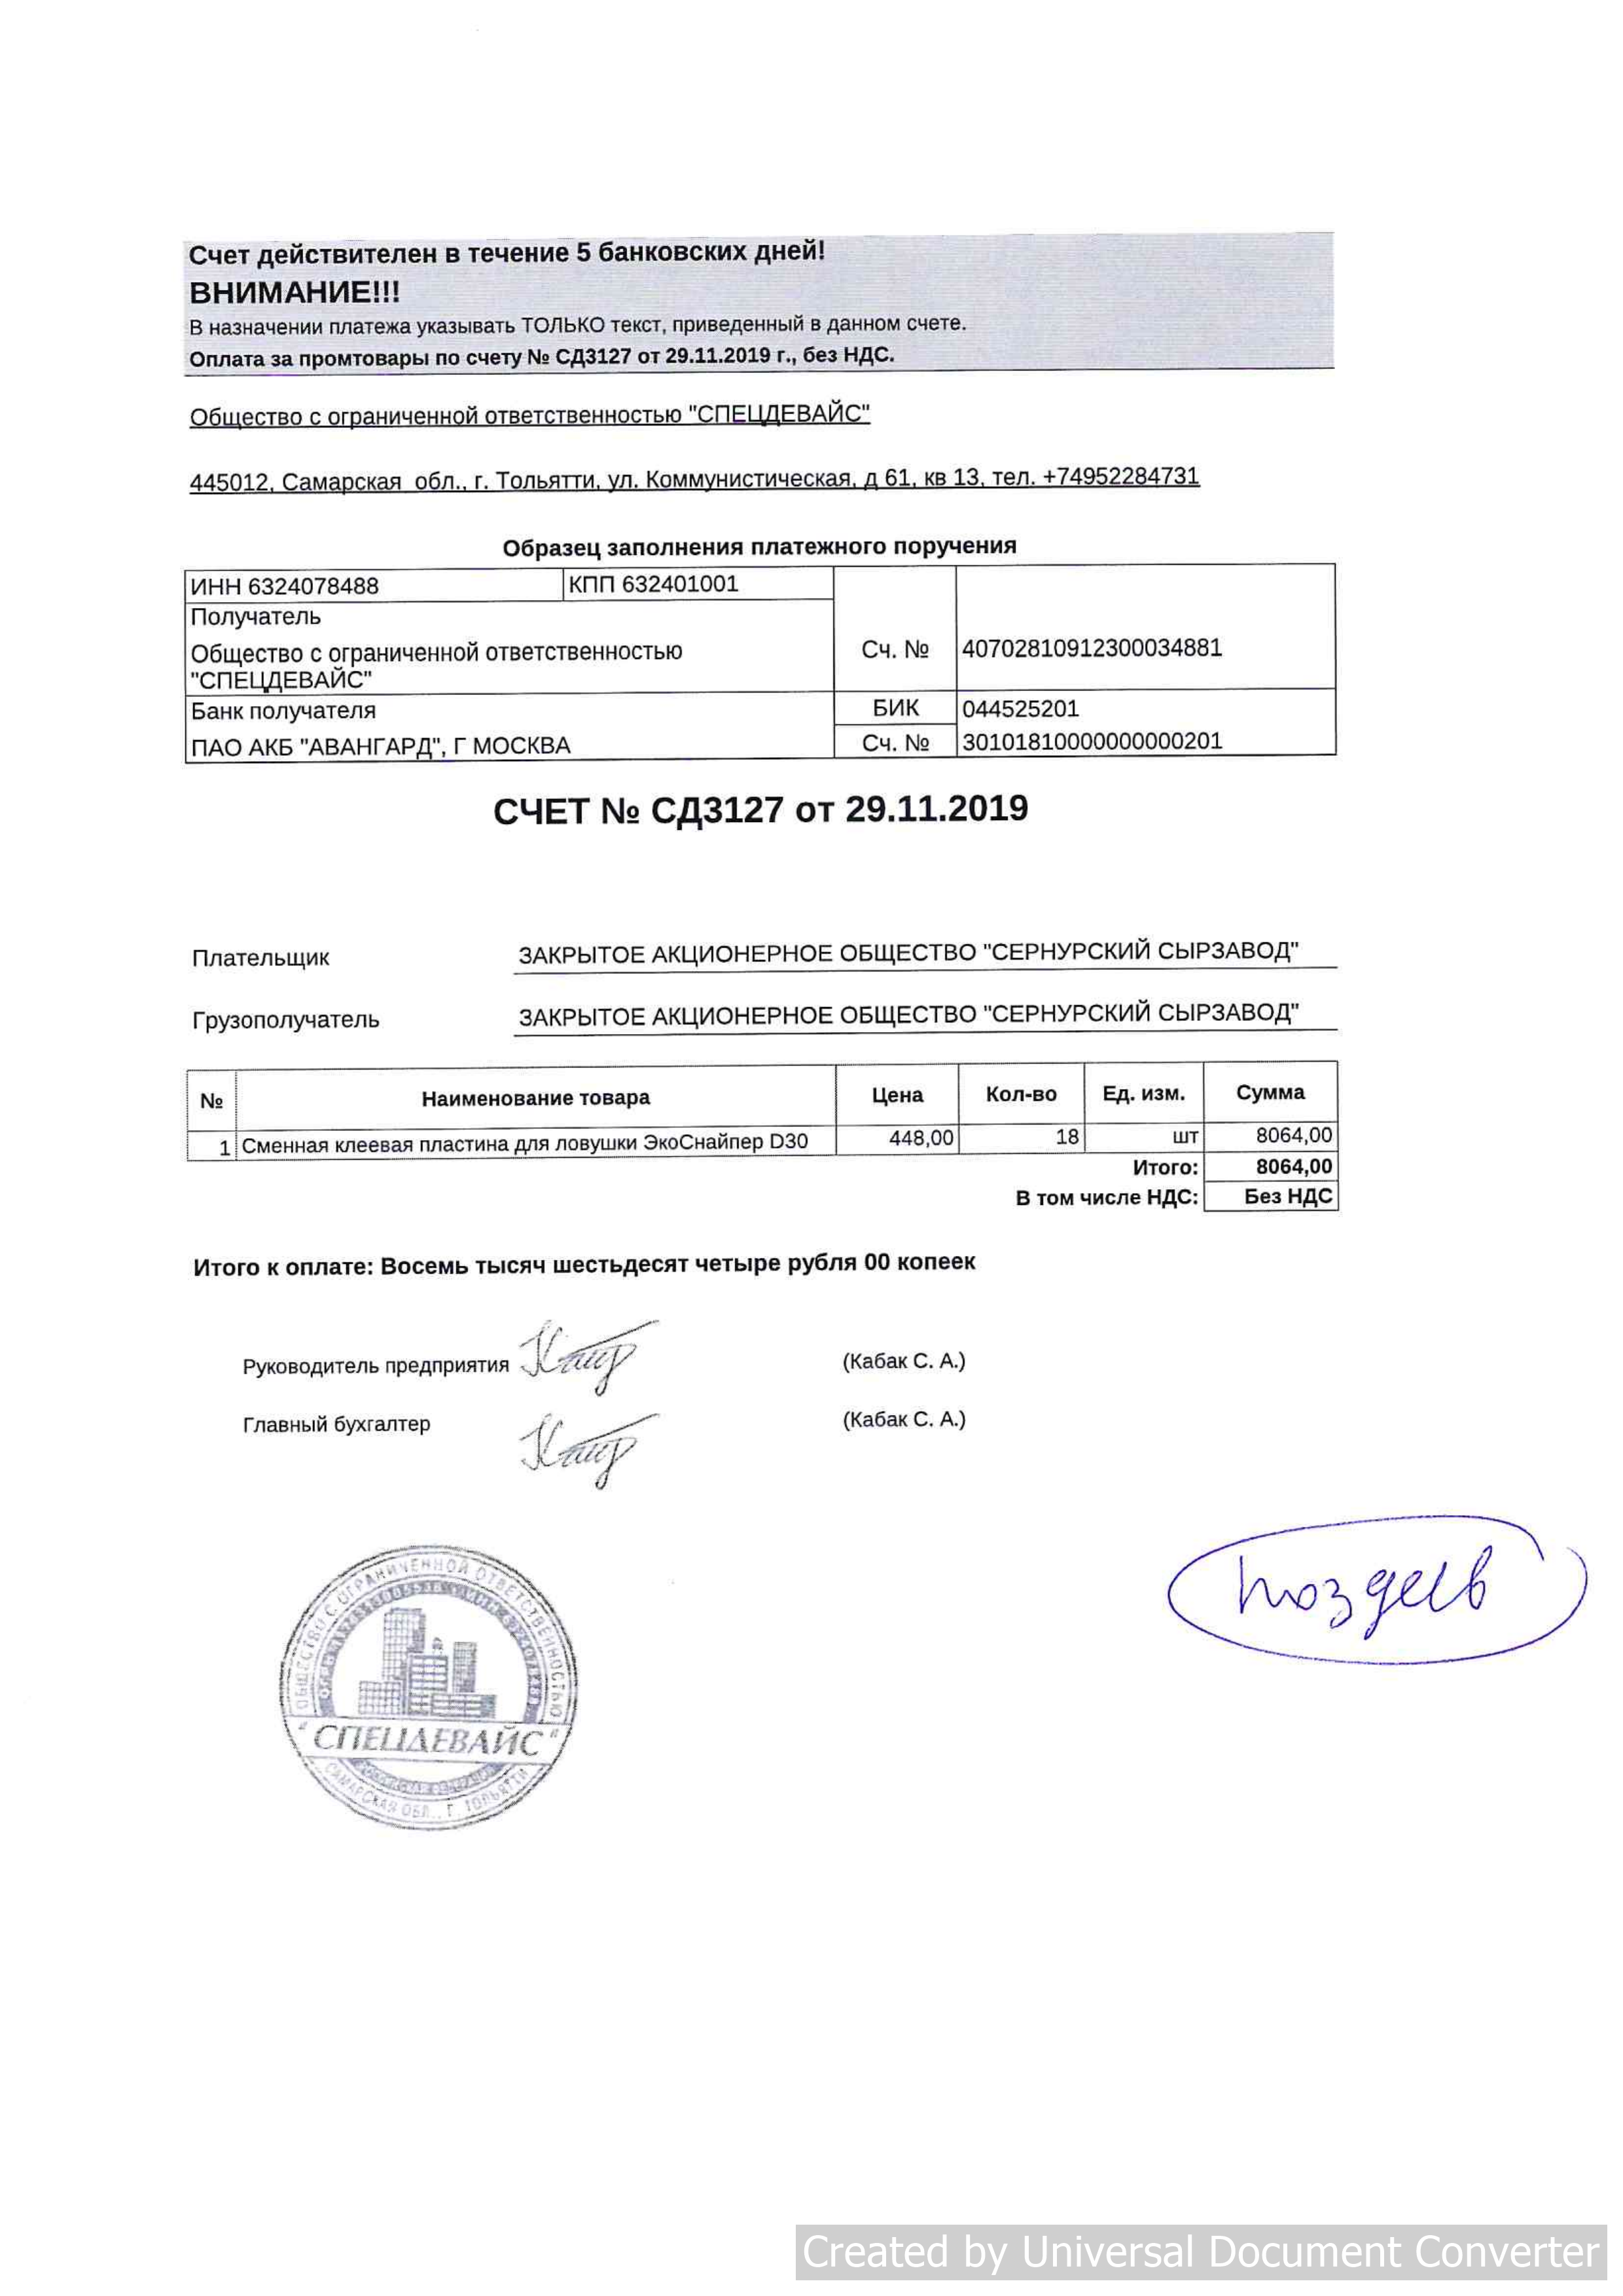 Счет действителен в течение 5 банковских дней!
ВНИМАНИЕ!!!
В назначении платежа указывать ТОЛЬКО текст, приведенный в данном счете.
Оплата за промтовары по счету № СД3127 от 29.11.2019 г., без НДС.
Общество с ограниченной ответственностью "СПЕЦДЕВАЙС"
445012, Самарская обл., г. Тольятти, ул. Коммунистическая, д 61, кв 13, тел. +74952284731
Образец заполнения платежного поручения
ИНН 6324078488 КПП 632401001
Получатель
Общество с ограниченной ответственностью Сч. № 40702810912300034881
"СПЕЦДЕВАЙС"
Банк получателя БИК 044525201
ПАО АКБ "АВАНГАРД", Г МОСКВА Сч. № 30101810000000000201
СЧЕТ № СД3127 от 29.11.2019
Плательщик ЗАКРЫТОЕ АКЦИОНЕРНОЕ ОБЩЕСТВО "СЕРНУРСКИЙ СЫРЗАВОД"
Грузополучатель ЗАКРЫТОЕ АКЦИОНЕРНОЕ ОБЩЕСТВО "СЕРНУРСКИЙ СЫРЗАВОД"
№ Наименование товара Цена Кол-во Ед. изм. Сумма
1 Сменная клеевая пластина для ловушки ЭкоСнайпер D30 448,00 18 шт 8064,00
Итого: 8064,00
В том числе НДС: Без НДС
Итого к оплате: Восемь тысяч шестьдесят четыре рубля 00 копеек
Руководитель предприятия (Кабак С. А.)
Главный бухгалтер (Кабак С. А.)
Поздеев
ОБЩЕСТВО С ОГРАНИЧЕННОЙ ОТВЕТСТВЕННОСТЬЮ
"СПЕЦДЕВАЙС"
САМАРСКАЯ ОБЛ., Г. ТОЛЬЯТТИ
Created by Universal Document Converter